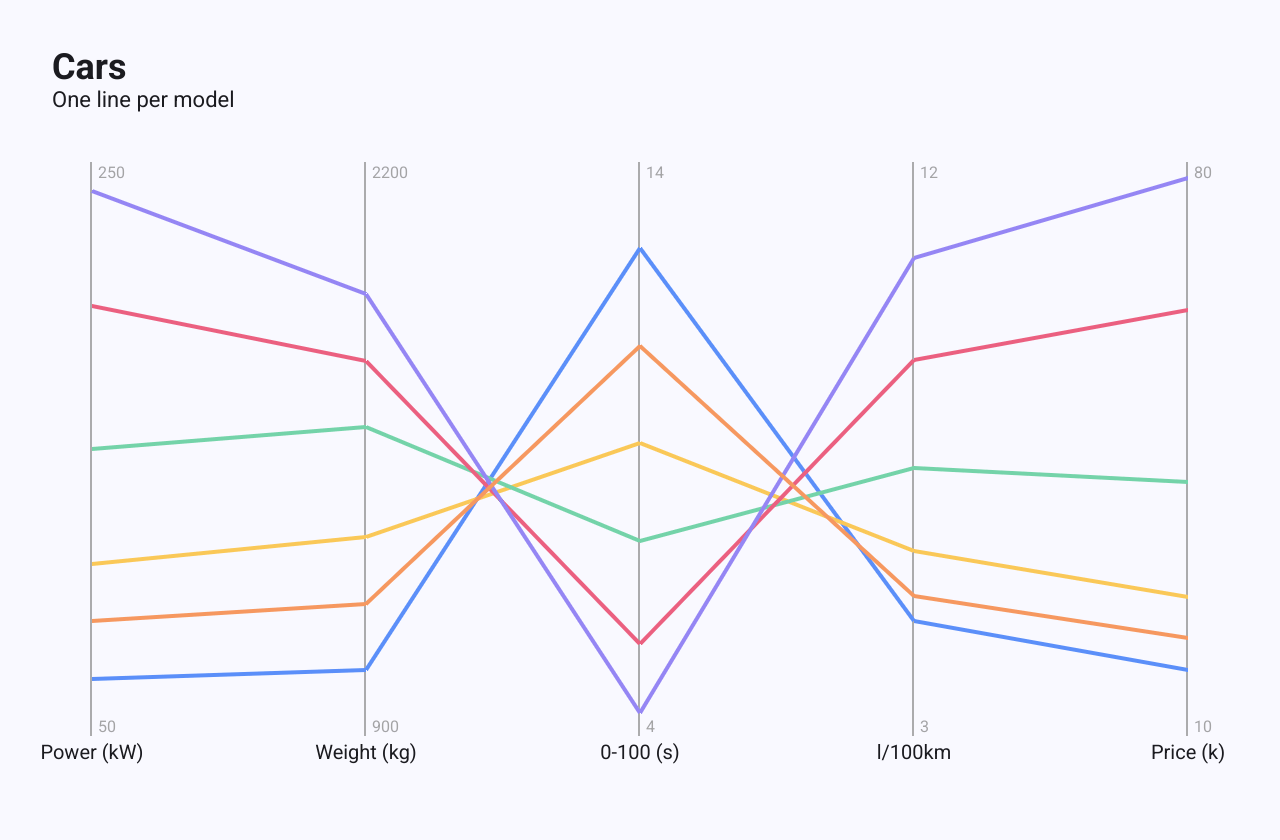 Cars
One line per model
250
2200
14
12
80
50
900
4
3
10
Power (kW)
Weight (kg)
0-100 (s)
l/100km
Price (k)